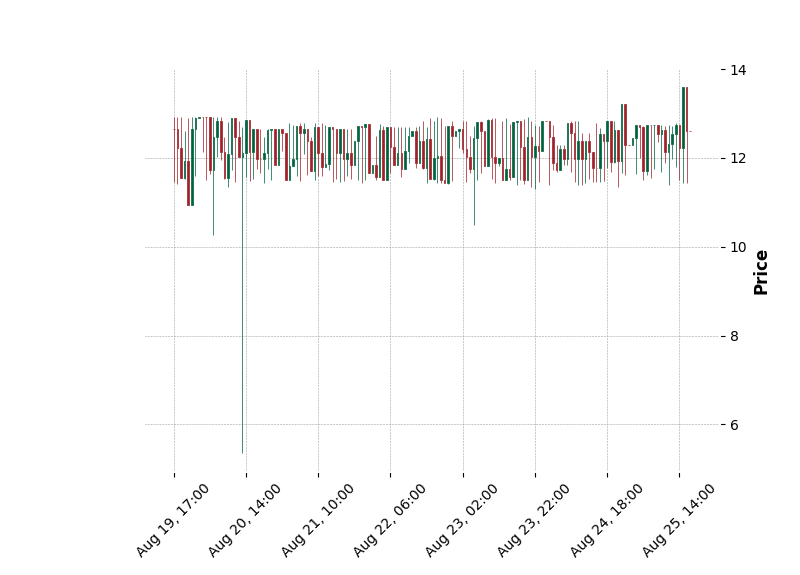 14
12
10
8
6
Price
Aug 19, 17:00
Aug 20, 14:00
Aug 21, 10:00
Aug 22, 06:00
Aug 23, 02:00
Aug 23, 22:00
Aug 24, 18:00
Aug 25, 14:00